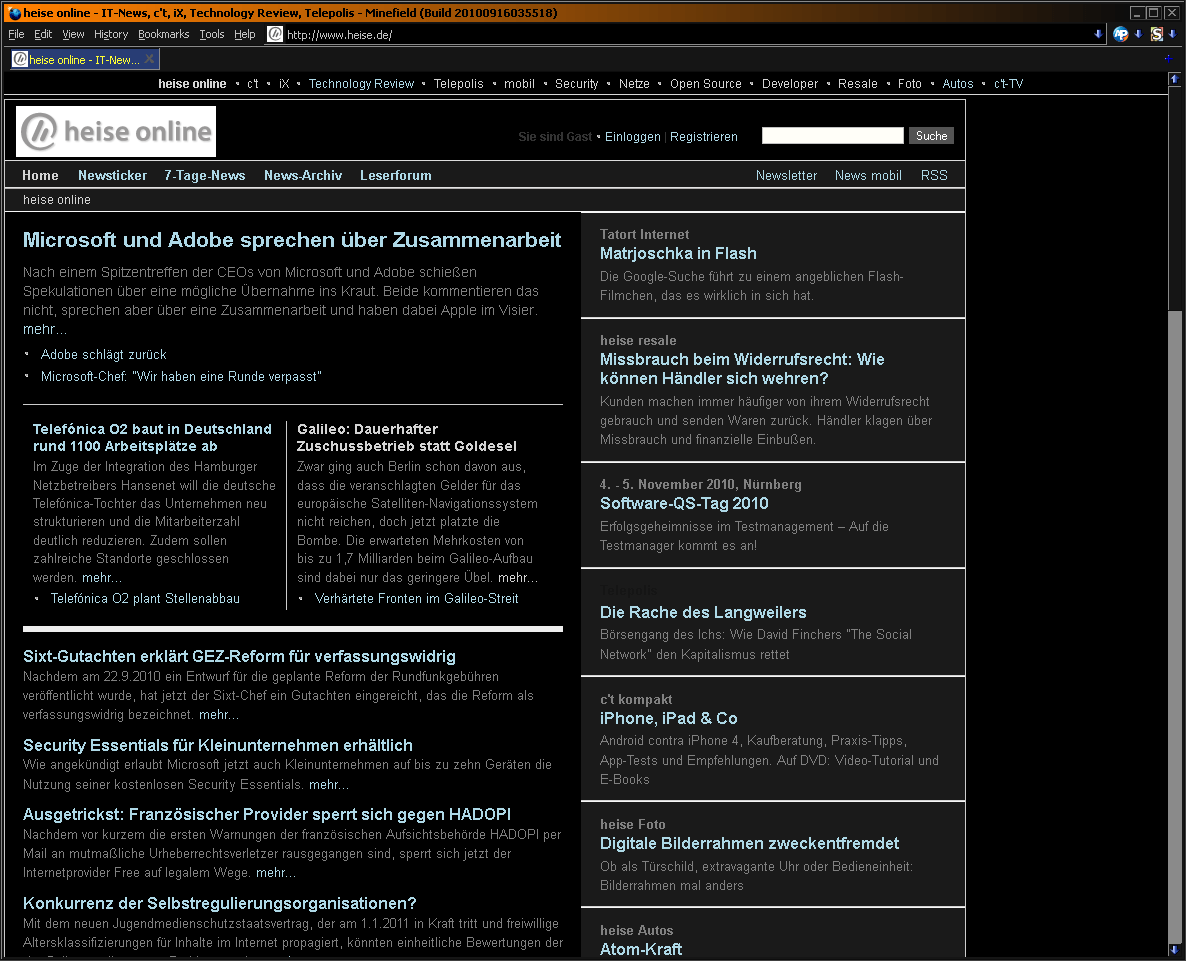 heise online - IT-News, c't, iX, Technology Review, Telepolis - Minefield (Build 20100916035518)
File Edit View History Bookmarks Tools Help http://www.heise.de/
heise online - IT-New...
heise online • c't • iX • Technology Review • Telepolis • mobil • Security • Netze • Open Source • Developer • Resale • Foto • Autos • c't-TV
heise online
Sie sind Gast • Einloggen | Registrieren Suche
Home Newsticker 7-Tage-News News-Archiv Leserforum Newsletter News mobil RSS
heise online
Microsoft und Adobe sprechen über Zusammenarbeit
Nach einem Spitzentreffen der CEOs von Microsoft und Adobe schießen
Spekulationen über eine mögliche Übernahme ins Kraut. Beide kommentieren das
nicht, sprechen aber über eine Zusammenarbeit und haben dabei Apple im Visier.
mehr...
• Adobe schlägt zurück
• Microsoft-Chef: "Wir haben eine Runde verpasst"
Telefónica O2 baut in Deutschland
rund 1100 Arbeitsplätze ab
Im Zuge der Integration des Hamburger
Netzbetreibers Hansenet will die deutsche
Telefónica-Tochter das Unternehmen neu
strukturieren und die Mitarbeiterzahl
deutlich reduzieren. Zudem sollen
zahlreiche Standorte geschlossen
werden. mehr...
• Telefónica O2 plant Stellenabbau
Galileo: Dauerhafter
Zuschussbetrieb statt Goldesel
Zwar ging auch Berlin schon davon aus,
dass die veranschlagten Gelder für das
europäische Satelliten-Navigationssystem
nicht reichen, doch jetzt platzte die
Bombe. Die erwarteten Mehrkosten von
bis zu 1,7 Milliarden beim Galileo-Aufbau
sind dabei nur das geringere Übel. mehr...
• Verhärtete Fronten im Galileo-Streit
Sixt-Gutachten erklärt GEZ-Reform für verfassungswidrig
Nachdem am 22.9.2010 ein Entwurf für die geplante Reform der Rundfunkgebühren
veröffentlicht wurde, hat jetzt der Sixt-Chef ein Gutachten eingereicht, das die Reform als
verfassungswidrig bezeichnet. mehr...
Security Essentials für Kleinunternehmen erhältlich
Wie angekündigt erlaubt Microsoft jetzt auch Kleinunternehmen auf bis zu zehn Geräten die
Nutzung seiner kostenlosen Security Essentials. mehr...
Ausgetrickst: Französischer Provider sperrt sich gegen HADOPI
Nachdem vor kurzem die ersten Warnungen der französischen Aufsichtsbehörde HADOPI per
Mail an mutmaßliche Urheberrechtsverletzer rausgegangen sind, sperrt sich jetzt der
Internetprovider Free auf legalem Wege. mehr...
Konkurrenz der Selbstregulierungsorganisationen?
Mit dem neuen Jugendmedienschutzstaatsvertrag, der am 1.1.2011 in Kraft tritt und freiwillige
Altersklassifizierungen für Inhalte im Internet propagiert, könnten einheitliche Bewertungen der
Tatort Internet
Matrjoschka in Flash
Die Google-Suche führt zu einem angeblichen Flash-
Filmchen, das es wirklich in sich hat.
heise resale
Missbrauch beim Widerrufsrecht: Wie
können Händler sich wehren?
Kunden machen immer häufiger von ihrem Widerrufsrecht
gebrauch und senden Waren zurück. Händler klagen über
Missbrauch und finanzielle Einbußen.
4. - 5. November 2010, Nürnberg
Software-QS-Tag 2010
Erfolgsgeheimnisse im Testmanagement – Auf die
Testmanager kommt es an!
Telepolis
Die Rache des Langweilers
Börsengang des Ichs: Wie David Finchers "The Social
Network" den Kapitalismus rettet
c't kompakt
iPhone, iPad & Co
Android contra iPhone 4, Kaufberatung, Praxis-Tipps,
App-Tests und Empfehlungen. Auf DVD: Video-Tutorial und
E-Books
heise Foto
Digitale Bilderrahmen zweckentfremdet
Ob als Türschild, extravagante Uhr oder Bedieneinheit:
Bilderrahmen mal anders
heise Autos
Atom-Kraft